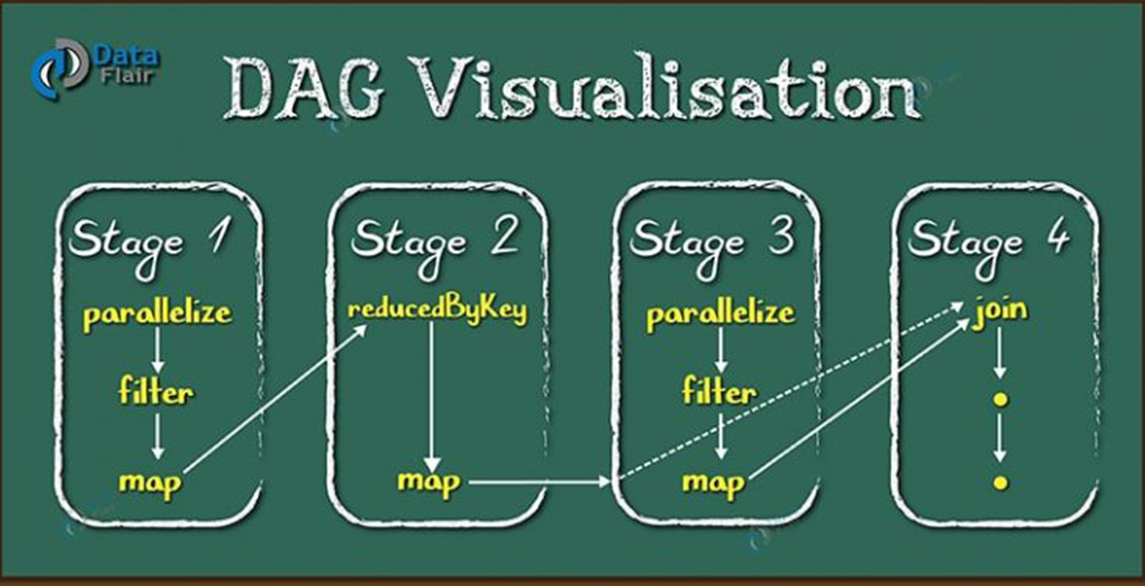 Data
Flair
DAG Visualisation
Stage 1
parallelize
filter
map
Stage 2
reducedByKey
map
Stage 3
parallelize
filter
map
Stage 4
join